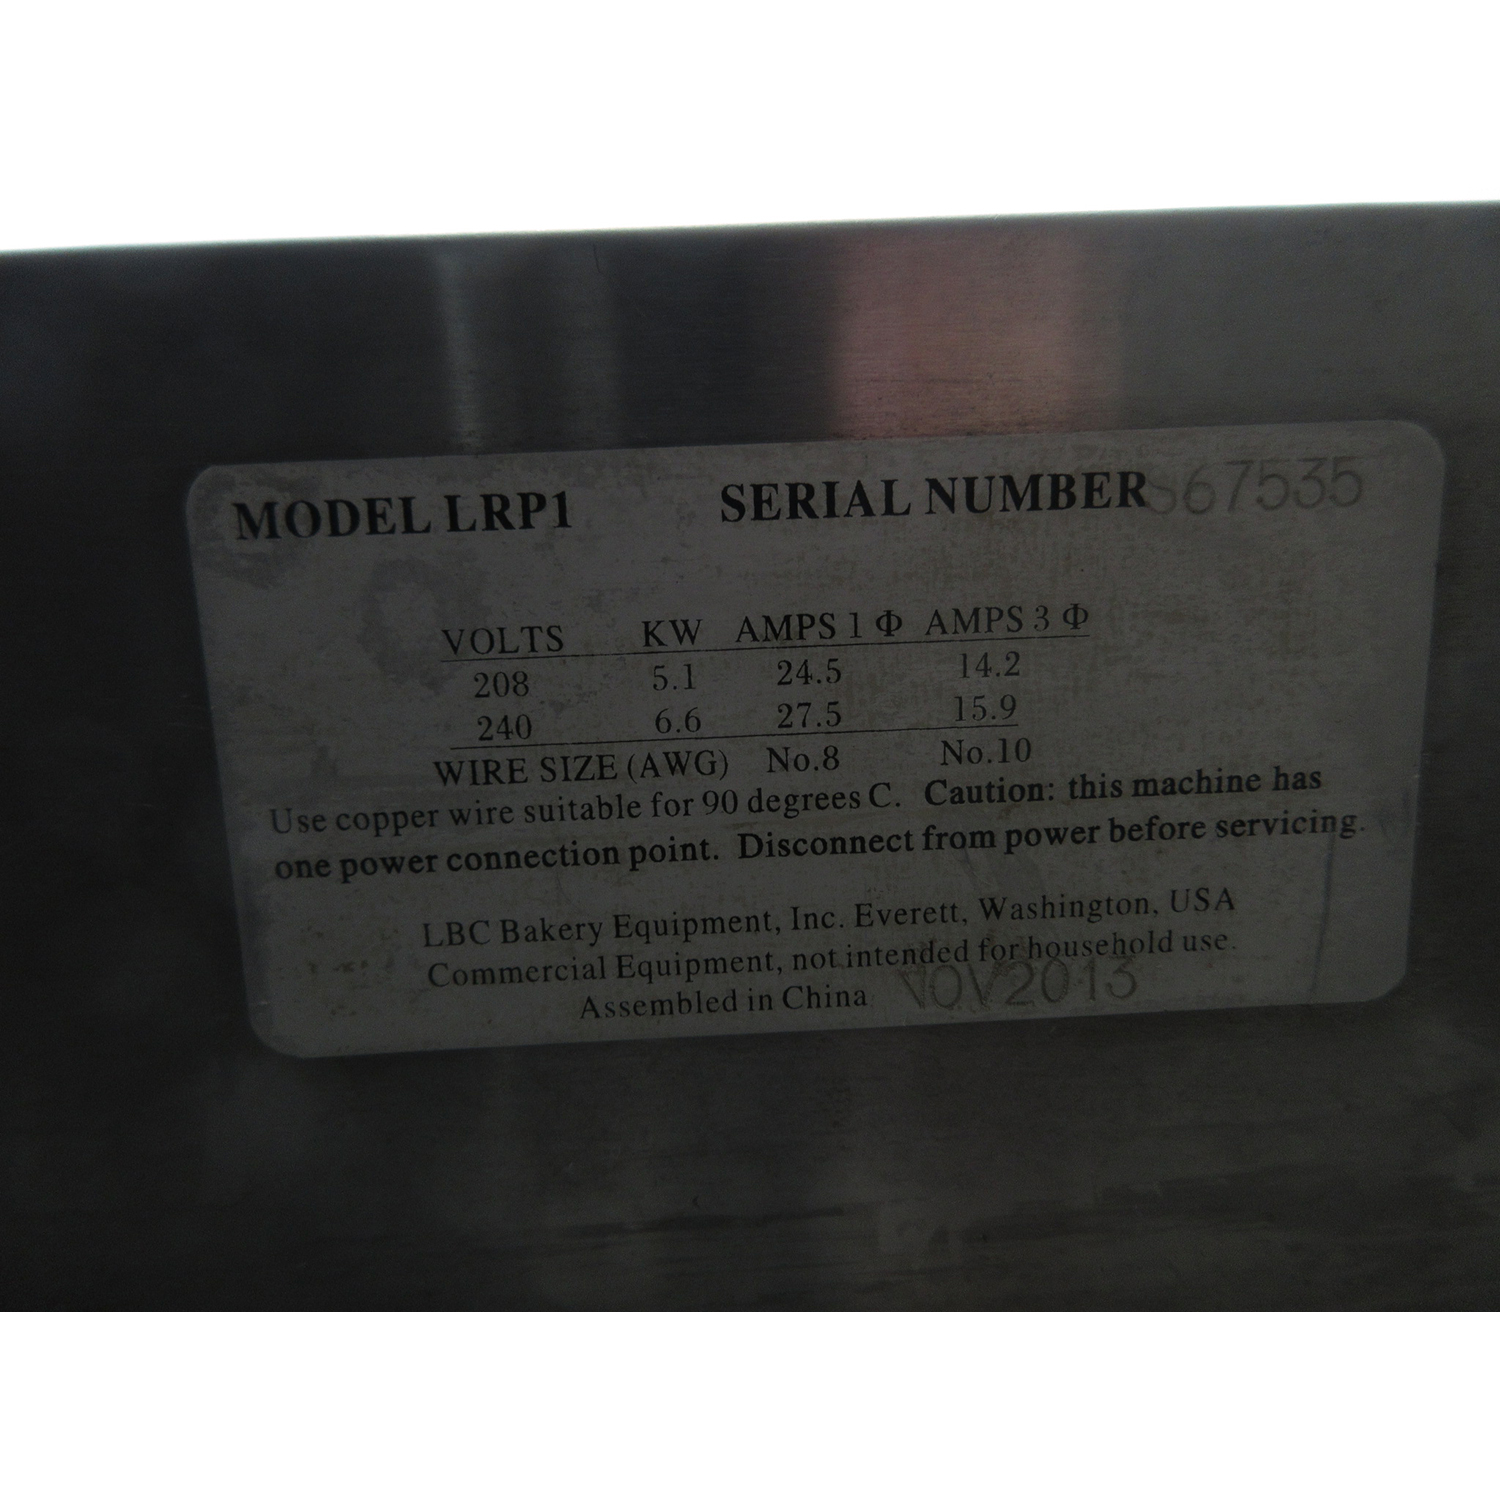 MODEL LRP1 SERIAL NUMBER S67535
VOLTS KW AMPS 1 Φ AMPS 3 Φ
208 5.1 24.5 14.2
240 6.6 27.5 15.9
WIRE SIZE (AWG) No.8 No.10
Use copper wire suitable for 90 degrees C. Caution: this machine has
one power connection point. Disconnect from power before servicing.
LBC Bakery Equipment, Inc. Everett, Washington, USA
Commercial Equipment, not intended for household use.
Assembled in China NOV2013